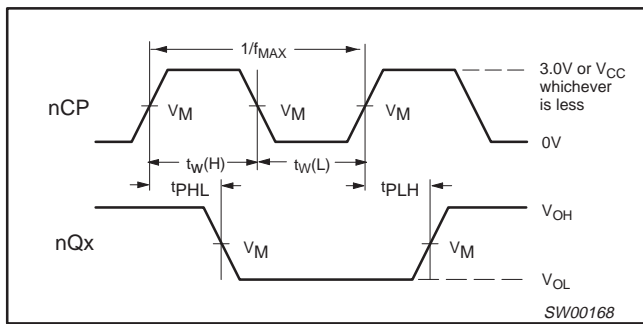 1/fMAX
3.0V or VCC
whichever
is less
nCP
VM
VM
VM
0V
tw(H)
tw(L)
tPHL
tPLH
VOH
nQx
VM
VM
VOL
SW00168